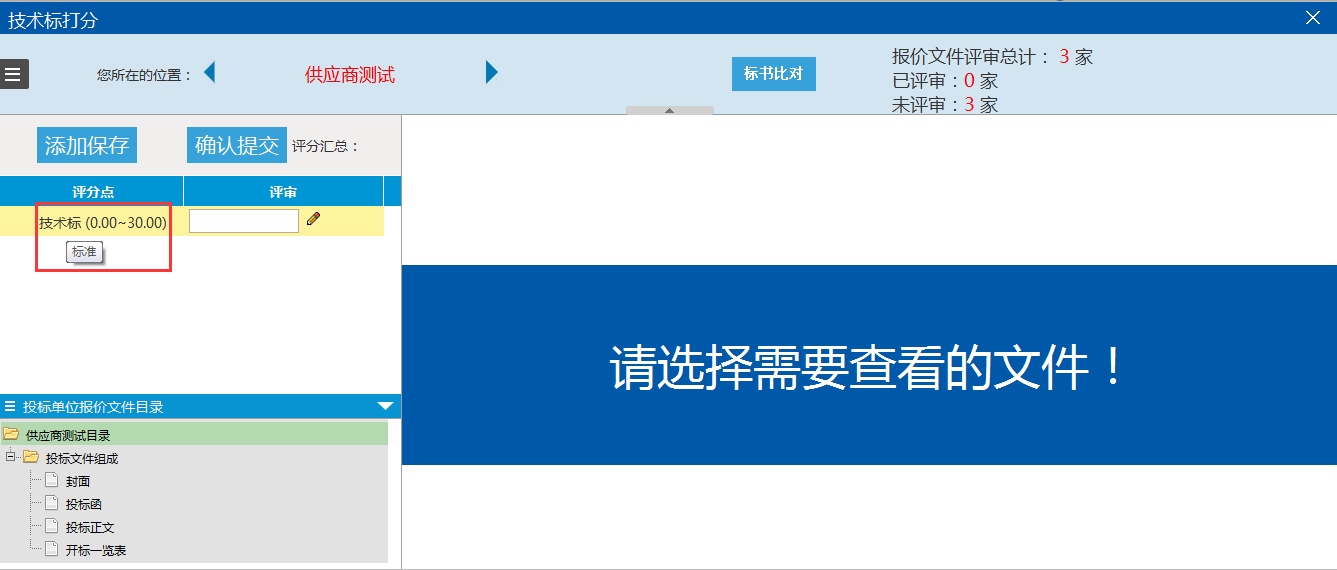 技术标打分
您所在的位置：
供应商测试
标书比对
报价文件评审总计： 3 家
已评审：0 家
未评审：3 家
添加保存
确认提交 评分汇总：
评分点 评审
技术标 (0.00~30.00)
标准
请选择需要查看的文件！
投标单位报价文件目录
供应商测试目录
投标文件组成
封面
投标函
投标正文
开标一览表